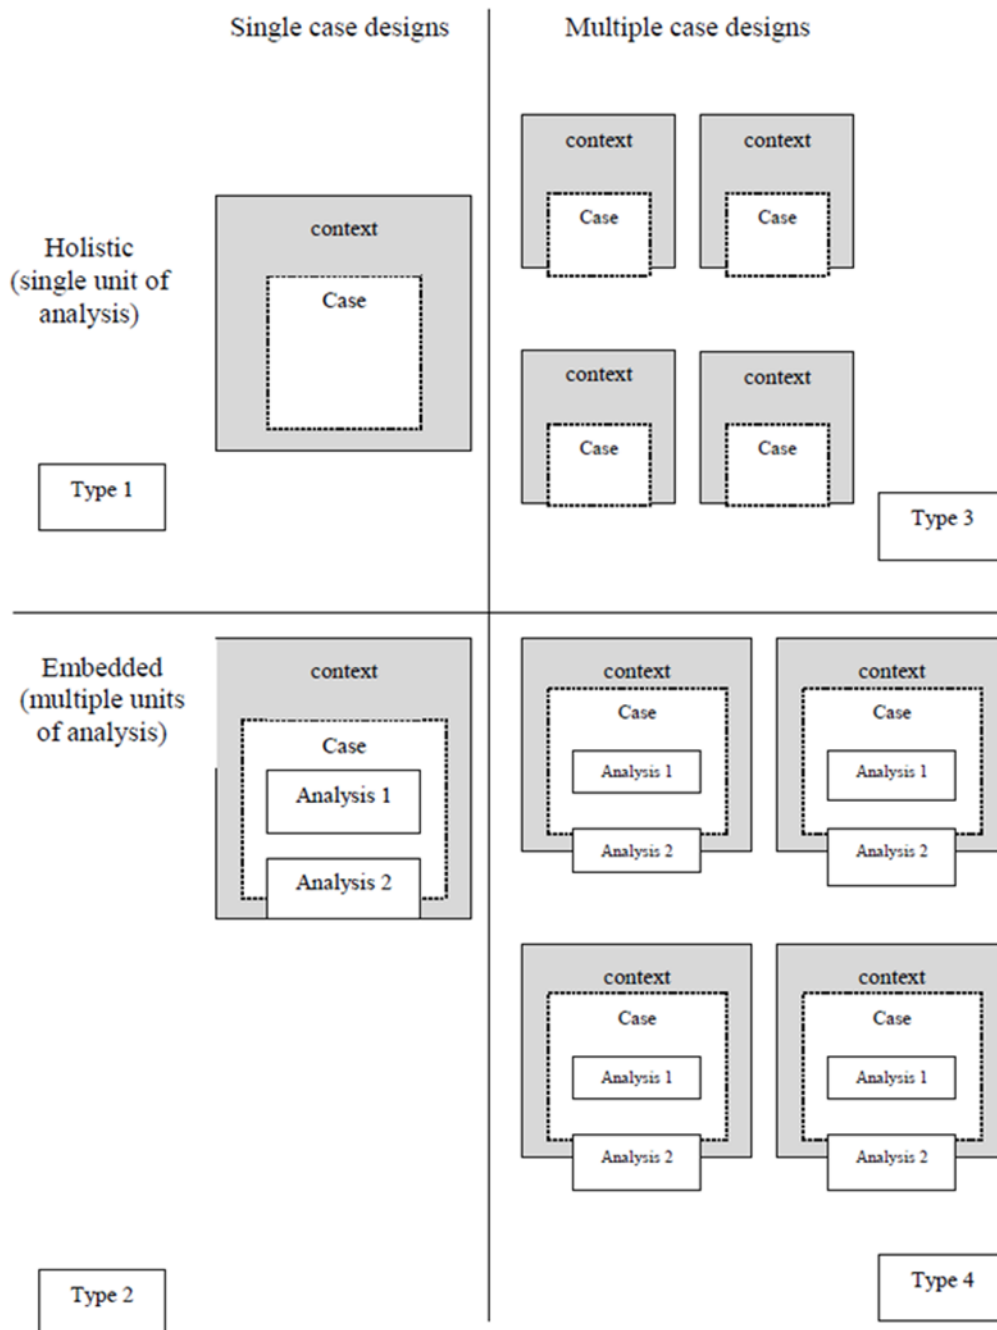 Single case designs
Multiple case designs
Holistic
(single unit of
analysis)
context
Case
context
Case
context
Case
context
Case
context
Case
Type 1
Type 3
Embedded
(multiple units
of analysis)
context
Case
Analysis 1
Analysis 2
context
Case
Analysis 1
Analysis 2
context
Case
Analysis 1
Analysis 2
context
Case
Analysis 1
Analysis 2
context
Case
Analysis 1
Analysis 2
Type 2
Type 4